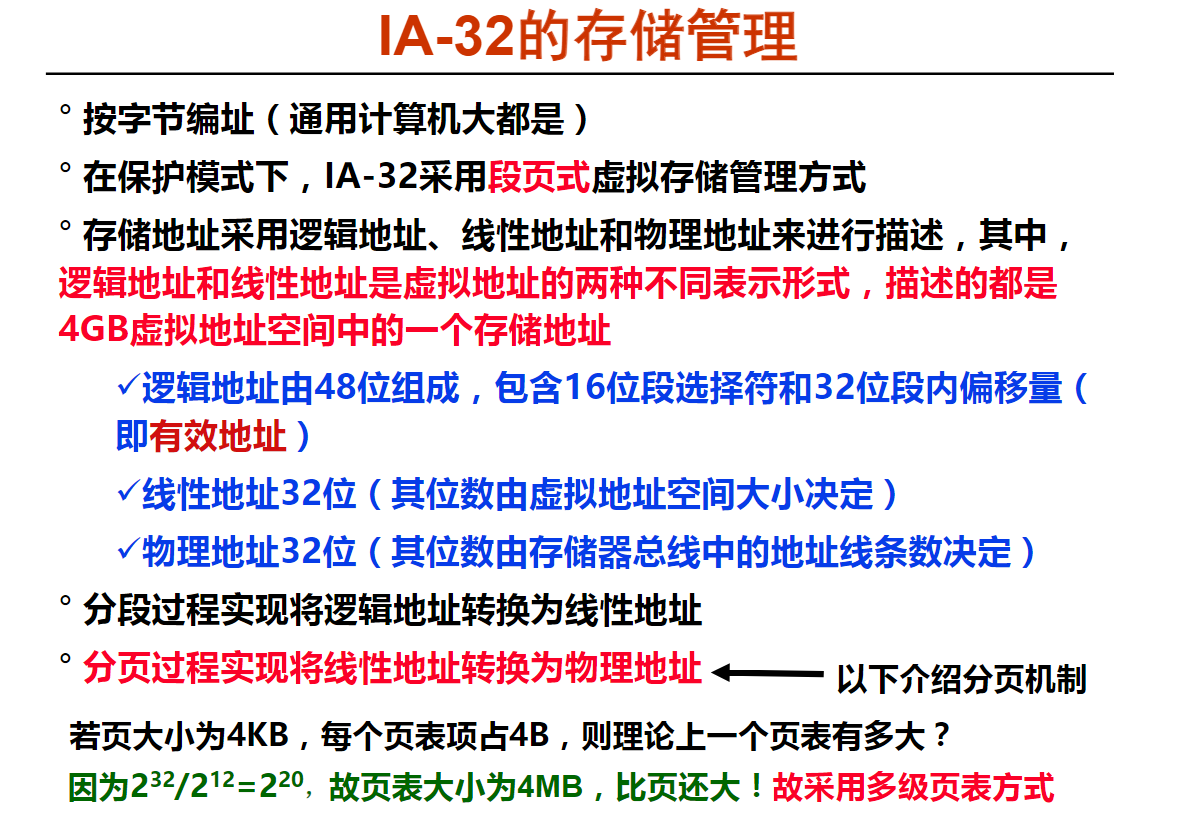 IA-32的存储管理
° 按字节编址（通用计算机大都是）
° 在保护模式下，IA-32采用段页式虚拟存储管理方式
° 存储地址采用逻辑地址、线性地址和物理地址来进行描述，其中，
逻辑地址和线性地址是虚拟地址的两种不同表示形式，描述的都是
4GB虚拟地址空间中的一个存储地址
✓逻辑地址由48位组成，包含16位段选择符和32位段内偏移量（
即有效地址）
✓线性地址32位（其位数由虚拟地址空间大小决定）
✓物理地址32位（其位数由存储器总线中的地址线条数决定）
° 分段过程实现将逻辑地址转换为线性地址
° 分页过程实现将线性地址转换为物理地址 以下介绍分页机制
若页大小为4KB，每个页表项占4B，则理论上一个页表有多大？
因为2³²/2¹²=2²⁰，故页表大小为4MB，比页还大！故采用多级页表方式